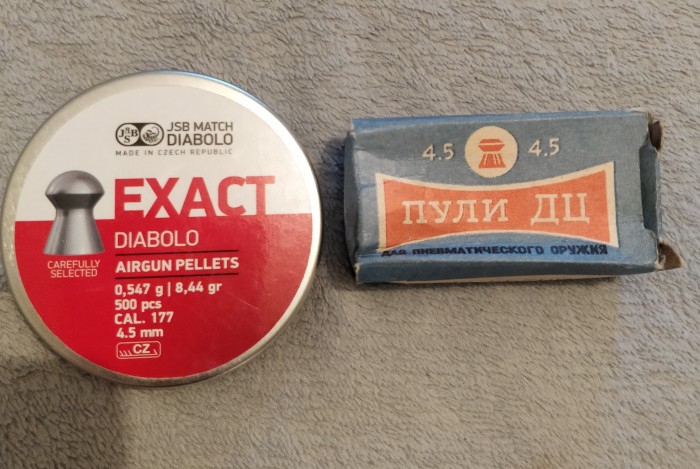 JSB
JSB MATCH
DIABOLO
MADE IN CZECH REPUBLIC
EXACT
DIABOLO
AIRGUN PELLETS
CAREFULLY
SELECTED
0,547 g | 8,44 gr
500 pcs
CAL. 177
4.5 mm
CZ
4.5 4.5
ПУЛИ ДЦ
ДЛЯ ПНЕВМАТИЧЕСКОГО ОРУЖИЯ